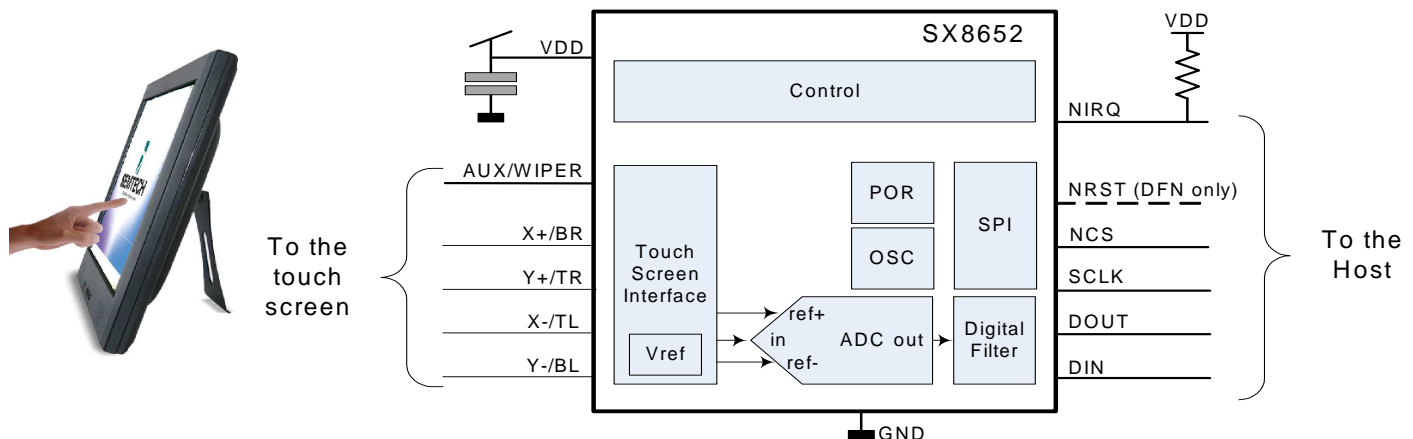 SX8652
VDD
VDD
Control
NIRQ
AUX/WIPER
POR
NRST (DFN only)
SPI
X+/BR
NCS
To the
touch
screen
Touch
Screen
Interface
OSC
To the
Host
Y+/TR
SCLK
ref+
X-/TL
in
ADC out
Digital
Filter
DOUT
Vref
ref-
Y-/BL
DIN
GND
SEMTECH